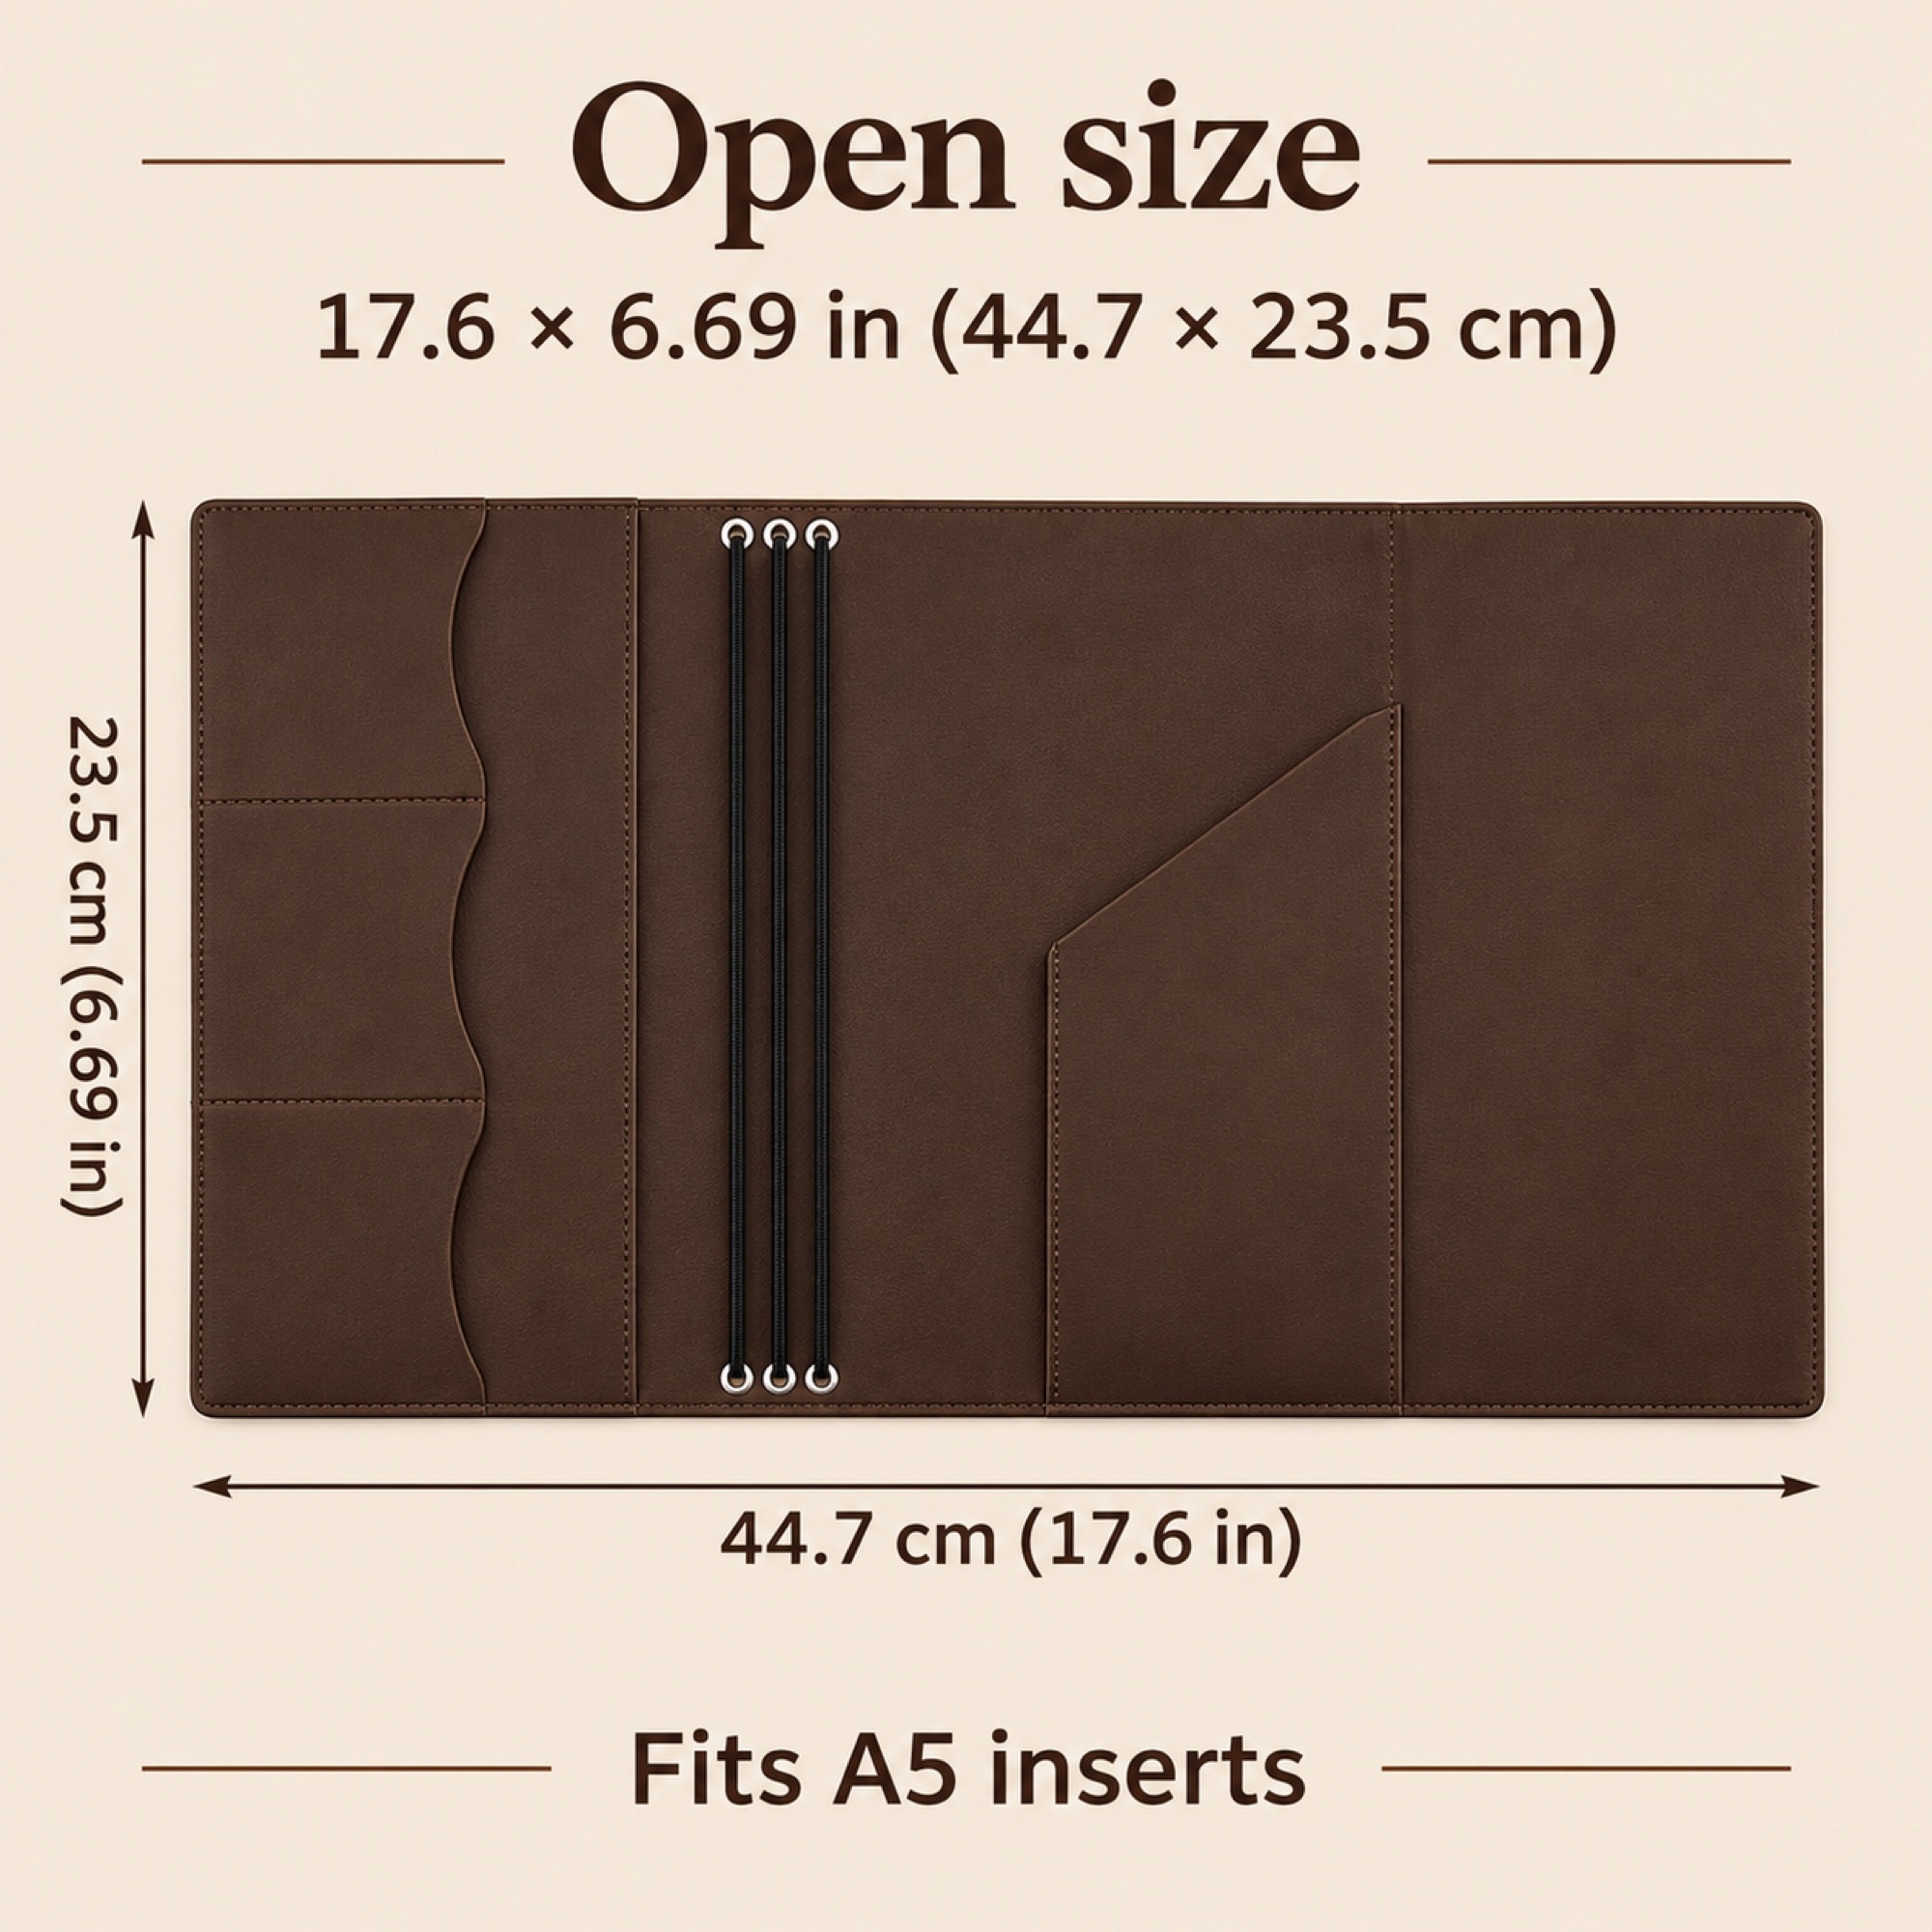 Open size
17.6 × 6.69 in (44.7 × 23.5 cm)
23.5 cm (6.69 in)
44.7 cm (17.6 in)
Fits A5 inserts